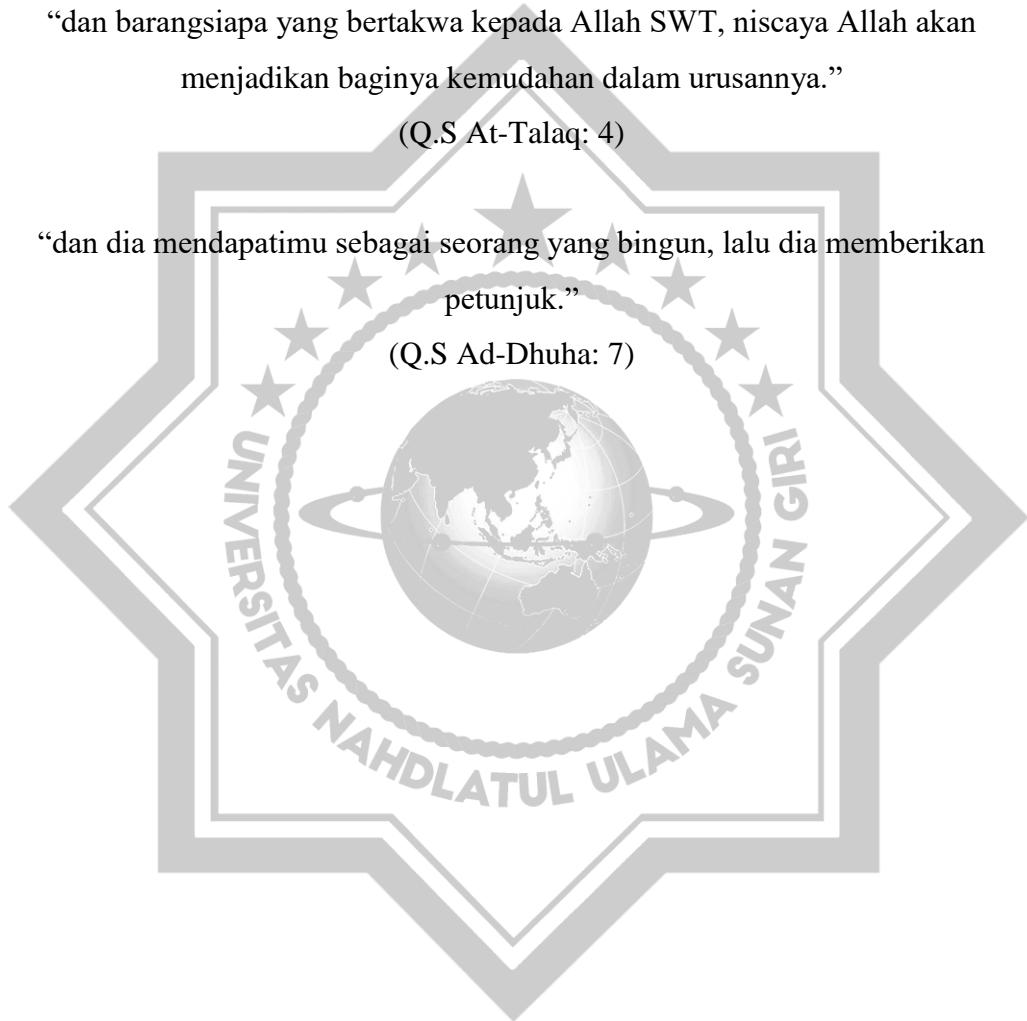 “dan barangsiapa yang bertakwa kepada Allah SWT, niscaya Allah akan
menjadikan baginya kemudahan dalam urusannya.”
(Q.S At-Talaq: 4)
“dan dia mendapatimu sebagai seorang yang bingun, lalu dia memberikan
petunjuk.”
(Q.S Ad-Dhuha: 7)
UNIVERSITAS NAHDLATUL ULAMA SUNAN GIRI